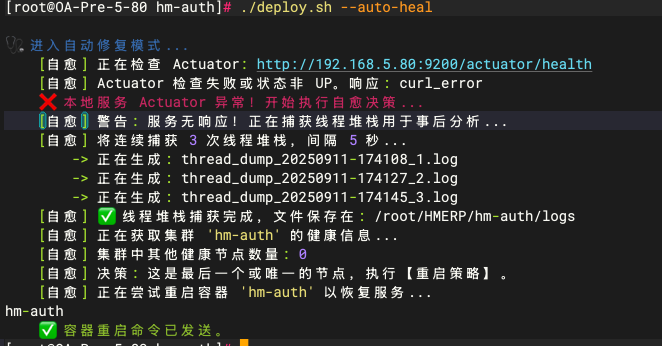 [root@OA-Pre-5-80 hm-auth]# ./deploy.sh --auto-heal
🩺 进入自动修复模式...
[自愈] 正在检查 Actuator: http://192.168.5.80:9200/actuator/health
[自愈] Actuator 检查失败或状态非 UP。响应: curl_error
❌ 本地服务 Actuator 异常! 开始执行自愈决策...
[自愈] 警告: 服务无响应! 正在捕获线程堆栈用于事后分析...
[自愈] 将连续捕获 3 次线程堆栈, 间隔 5 秒...
-> 正在生成: thread_dump_20250911-174108_1.log
-> 正在生成: thread_dump_20250911-174127_2.log
-> 正在生成: thread_dump_20250911-174145_3.log
[自愈] ✅ 线程堆栈捕获完成, 文件保存在: /root/HMERP/hm-auth/logs
[自愈] 正在获取集群 'hm-auth' 的健康信息...
[自愈] 集群中其他健康节点数量: 0
[自愈] 决策: 这是最后一个或唯一的节点, 执行【重启策略】。
[自愈] 正在尝试重启容器 'hm-auth' 以恢复服务...
hm-auth
✅ 容器重启命令已发送。